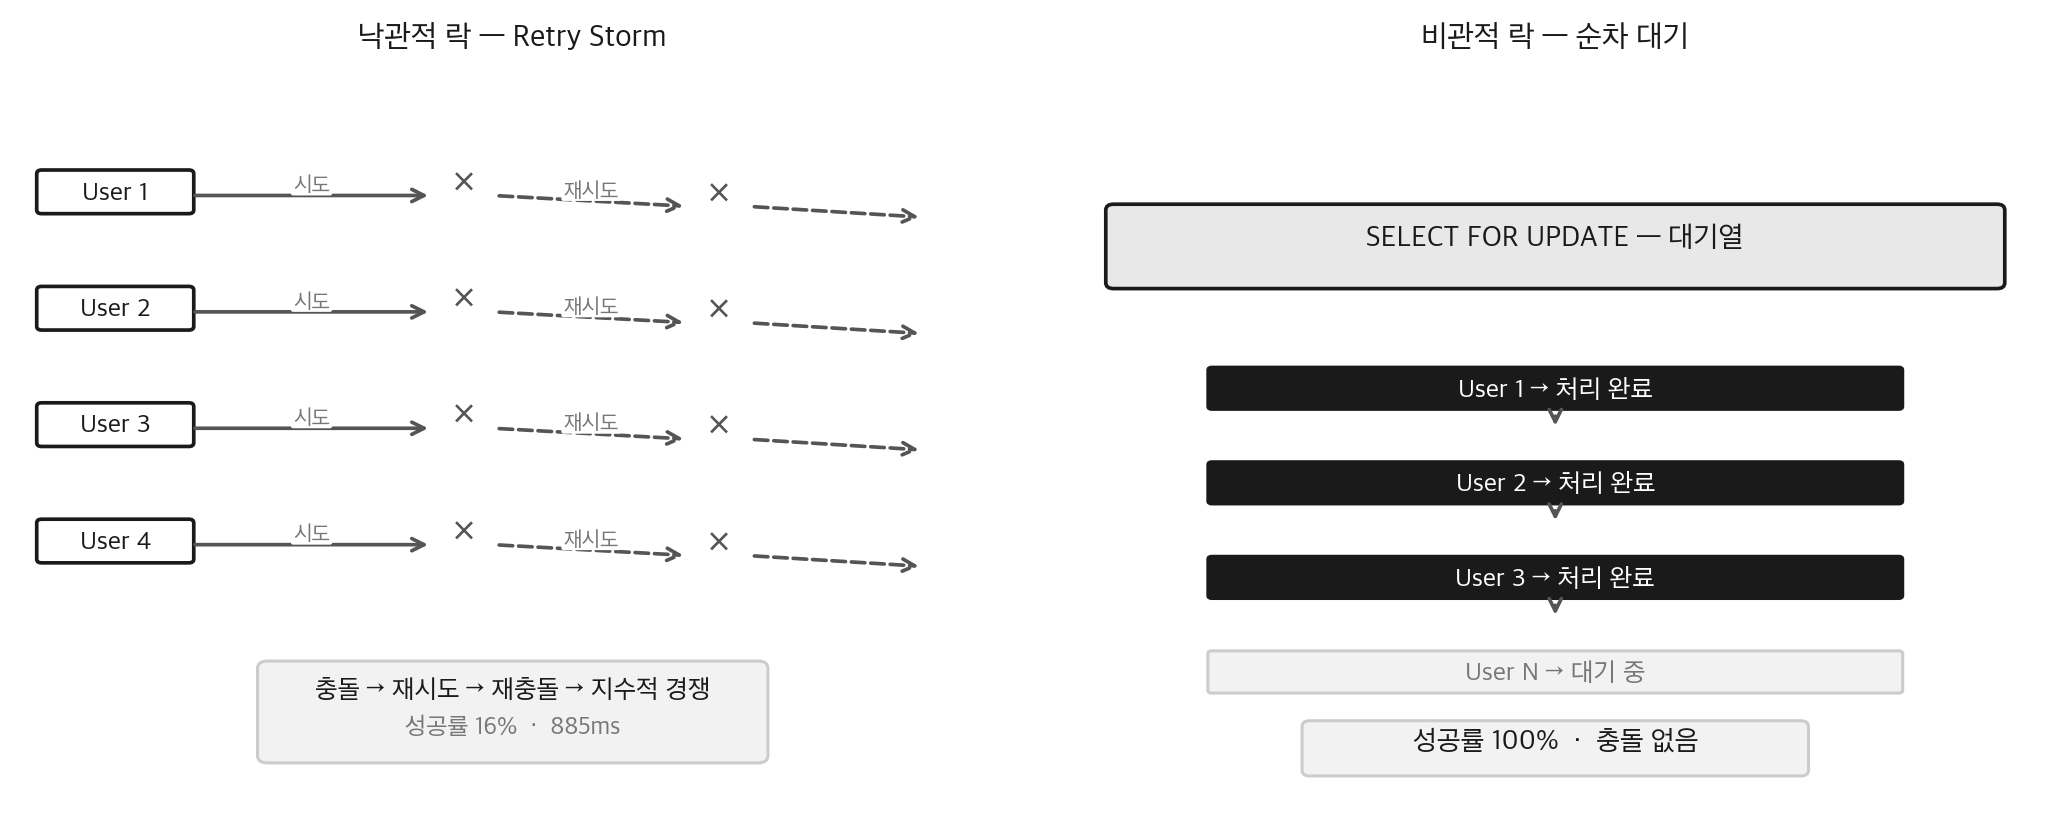 낙관적 락 — Retry Storm
User 1
시도
×
재시도
×
User 2
시도
×
재시도
×
User 3
시도
×
재시도
×
User 4
시도
×
재시도
×
충돌 → 재시도 → 재충돌 → 지수적 경쟁
성공률 16% · 885ms
비관적 락 — 순차 대기
SELECT FOR UPDATE — 대기열
User 1 → 처리 완료
User 2 → 처리 완료
User 3 → 처리 완료
User N → 대기 중
성공률 100% · 충돌 없음